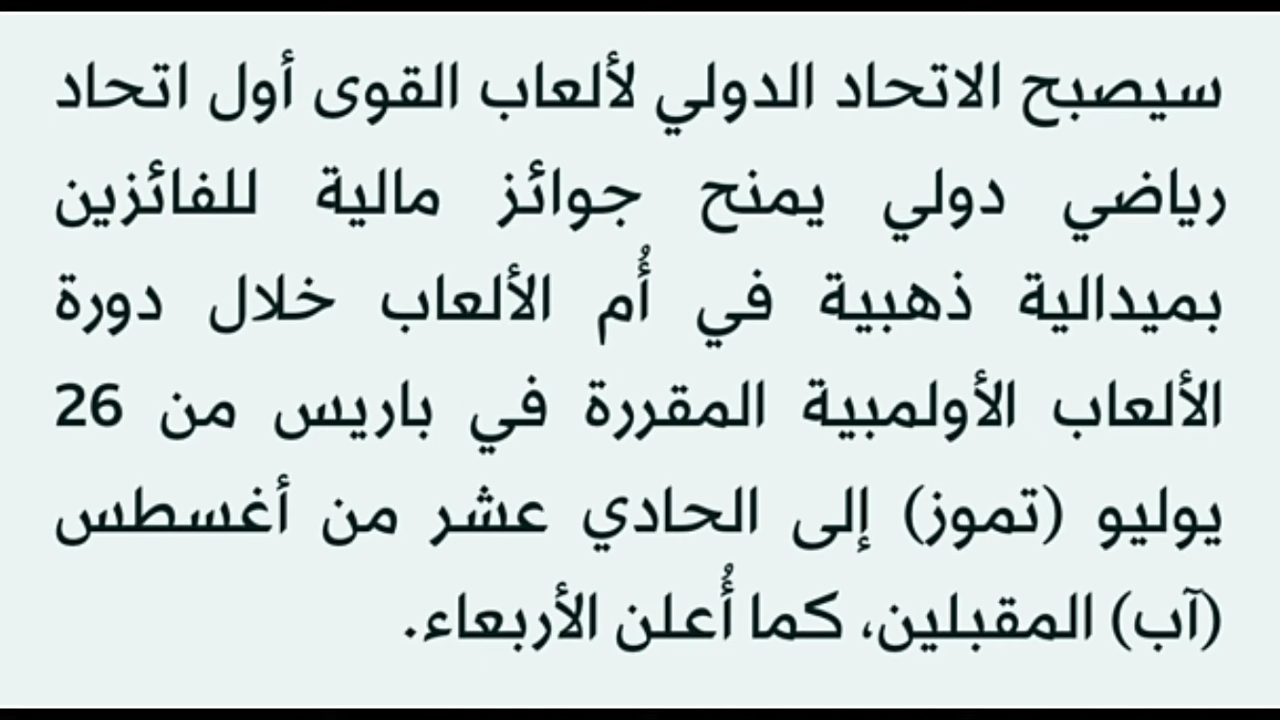 سيصبح الاتحاد الدولي لألعاب القوى أول اتحاد
رياضي دولي يمنح جوائز مالية للفائزين
بميدالية ذهبية في أُم الألعاب خلال دورة
الألعاب الأولمبية المقررة في باريس من 26
يوليو (تموز) إلى الحادي عشر من أغسطس
(آب) المقبلين، كما أُعلن الأربعاء.